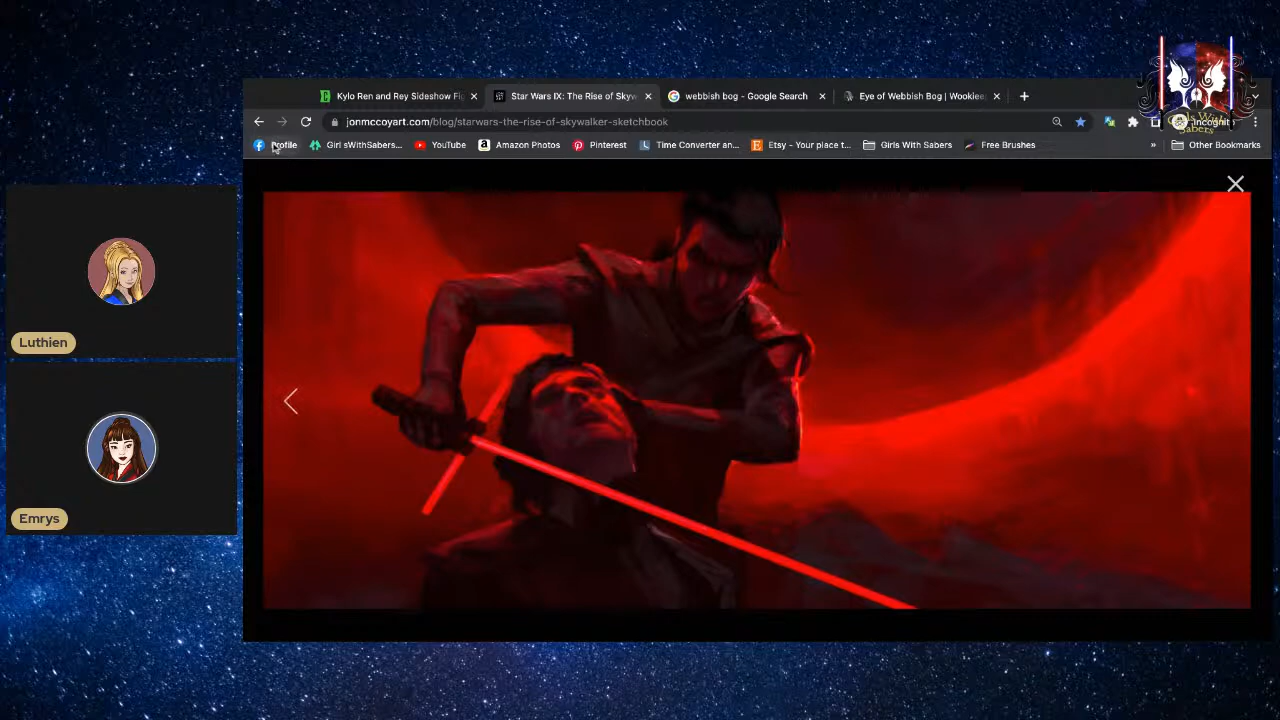 Kylo Ren and Rey Sideshow Fi
Star Wars IX: The Rise of Skyw
webbish bog - Google Search
Eye of Webbish Bog | Wookiee
jonmccoyart.com/blog/starwars-the-rise-of-skywalker-sketchbook
Profile
Girl sWithSabers...
YouTube
Amazon Photos
Pinterest
Time Converter an...
Etsy - Your place t...
Girls With Sabers
Free Brushes
»
Other Bookmarks
Luthien
Emrys